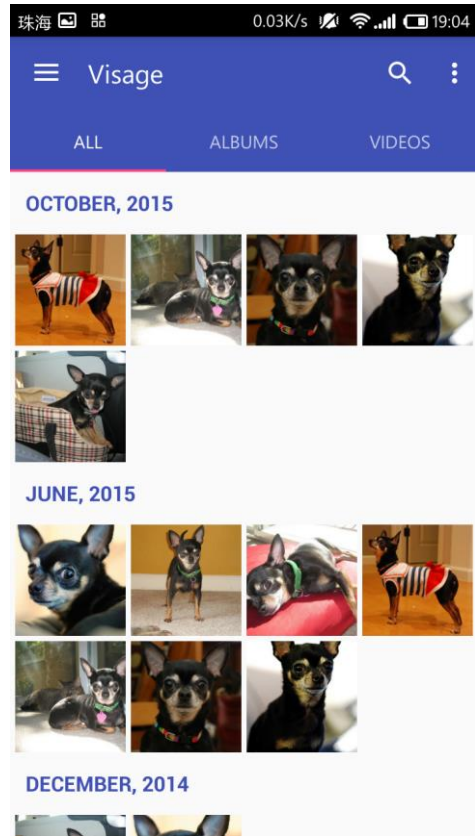 珠海 0.03K/s 19:04
Visage
ALL ALBUMS VIDEOS
OCTOBER, 2015
JUNE, 2015
DECEMBER, 2014